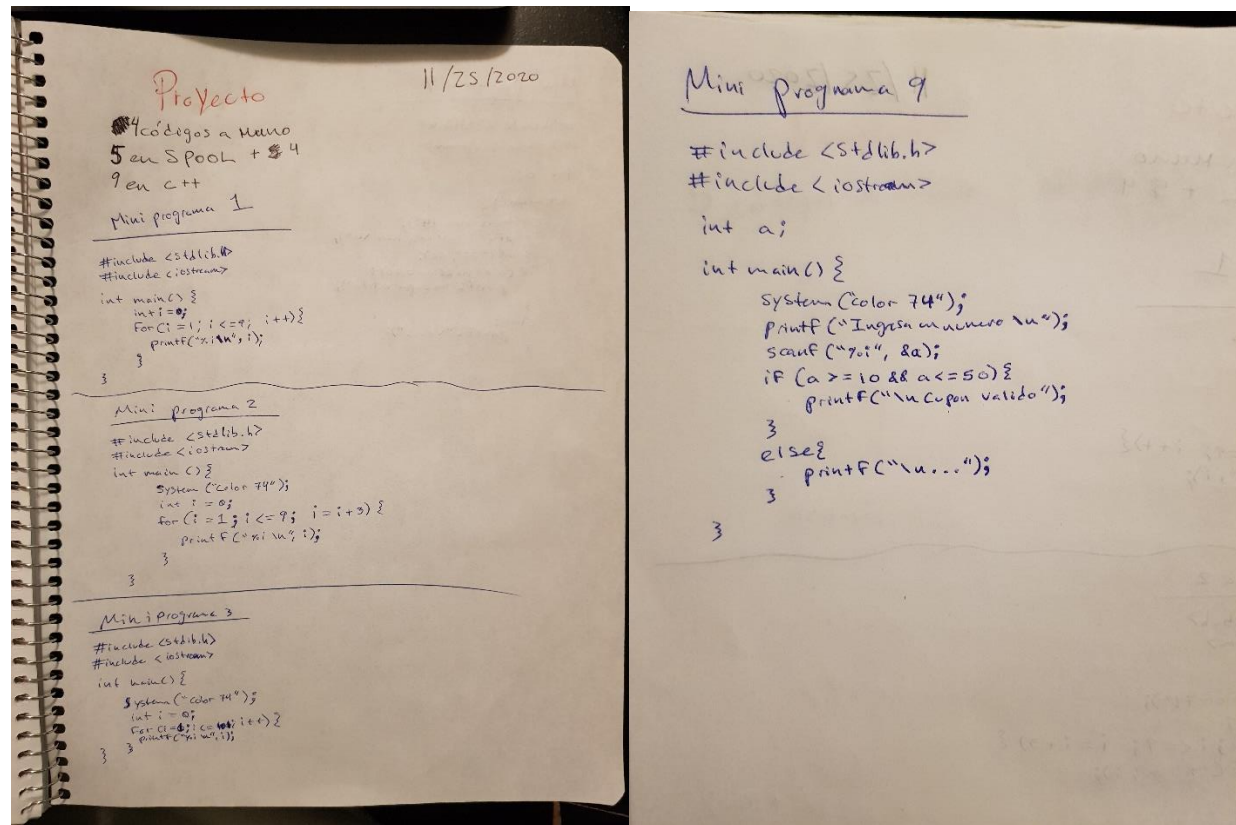 Proyecto
11/25/2020
4 códigos a Mano
5 en SPooL + 4
9 en c++
Mini programa 1
#include <stdlib.h>
#include <iostream>
int main() {
int i = 0;
for (i = 1; i <= 9; i++) {
printf("%i\n", i);
}
}
Mini programa 2
#include <stdlib.h>
#include <iostream>
int main () {
system ("color 74");
int i = 0;
for (i = 1; i <= 9; i = i+3) {
printf ("%i \n", i);
}
}
Mini programa 3
#include <stdlib.h>
#include <iostream>
int main() {
system ("color 74");
int i = 0;
for (i = i <= i++) {
printf("%i \n", i);
}
}
Mini programa 9
#include <stdlib.h>
#include <iostream>
int a;
int main() {
system ("color 74");
printf ("Ingresa un numero \n");
scanf ("%i", &a);
if (a >= 10 && a <= 50) {
printf("\n Cupon valido");
}
else{
printf ("\n...");
}
}